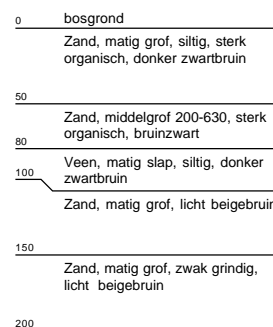 0 bosgrond
Zand, matig grof, siltig, sterk
organisch, donker zwartbruin
50
Zand, middelgrof 200-630, sterk
organisch, bruinzwart
80
Veen, matig slap, siltig, donker
100 zwartbruin
Zand, matig grof, licht beigebruin
150
Zand, matig grof, zwak grindig,
licht beigebruin
200